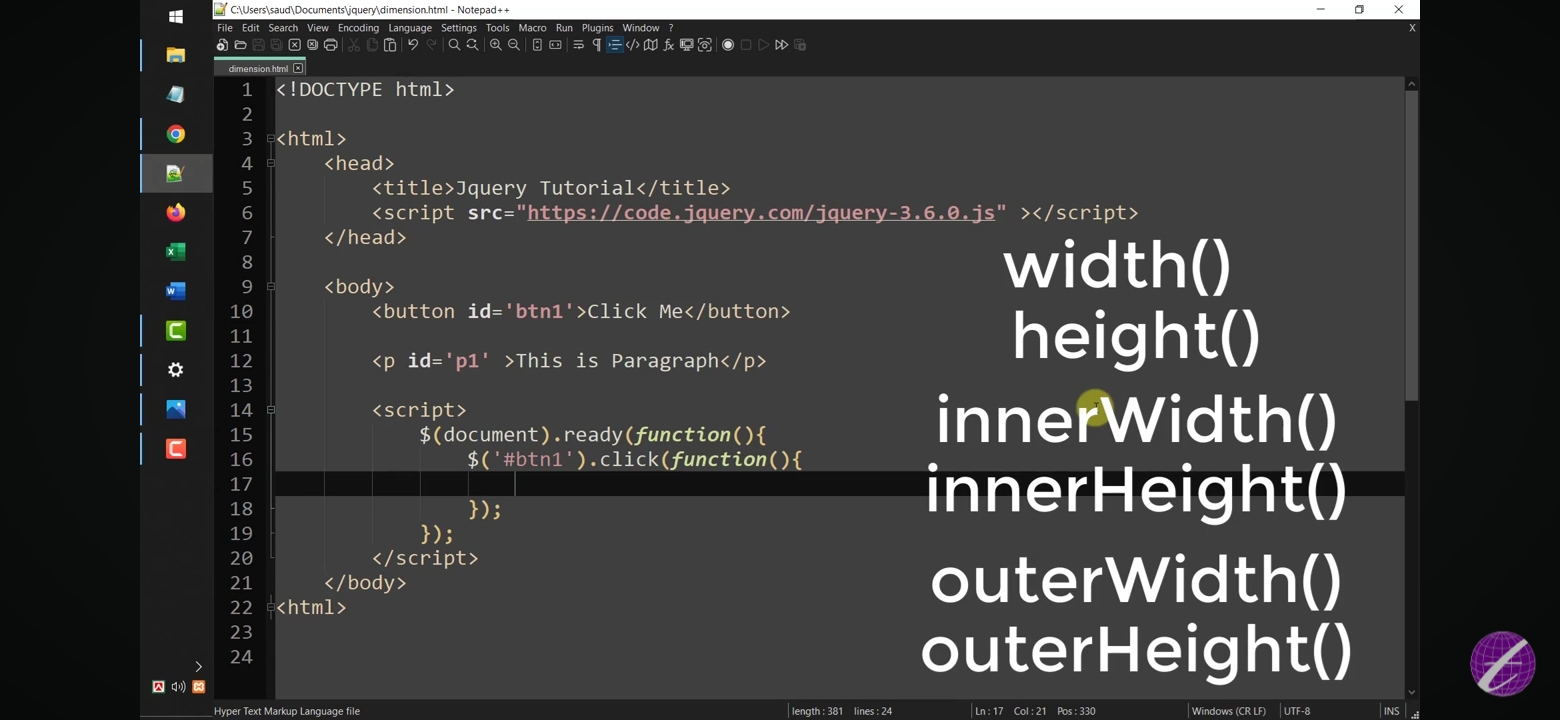 C:\Users\saud\Documents\jquery\dimension.html - Notepad++
File Edit Search View Encoding Language Settings Tools Macro Run Plugins Window ? X
dimension.html
1 <!DOCTYPE html>
2
3 <html>
4 <head>
5 <title>Jquery Tutorial</title>
6 <script src="https://code.jquery.com/jquery-3.6.0.js" ></script>
7 </head>
8
9 <body>
10 <button id='btn1'>Click Me</button>
11
12 <p id='p1' >This is Paragraph</p>
13
14 <script>
15 $(document).ready(function(){
16 $('#btn1').click(function(){
17
18 });
19 });
20 </script>
21 </body>
22 <html>
23
24
width()
height()
innerWidth()
innerHeight()
outerWidth()
outerHeight()
Hyper Text Markup Language file length : 381 lines : 24 Ln : 17 Col : 21 Pos : 330 Windows (CR LF) UTF-8 INS